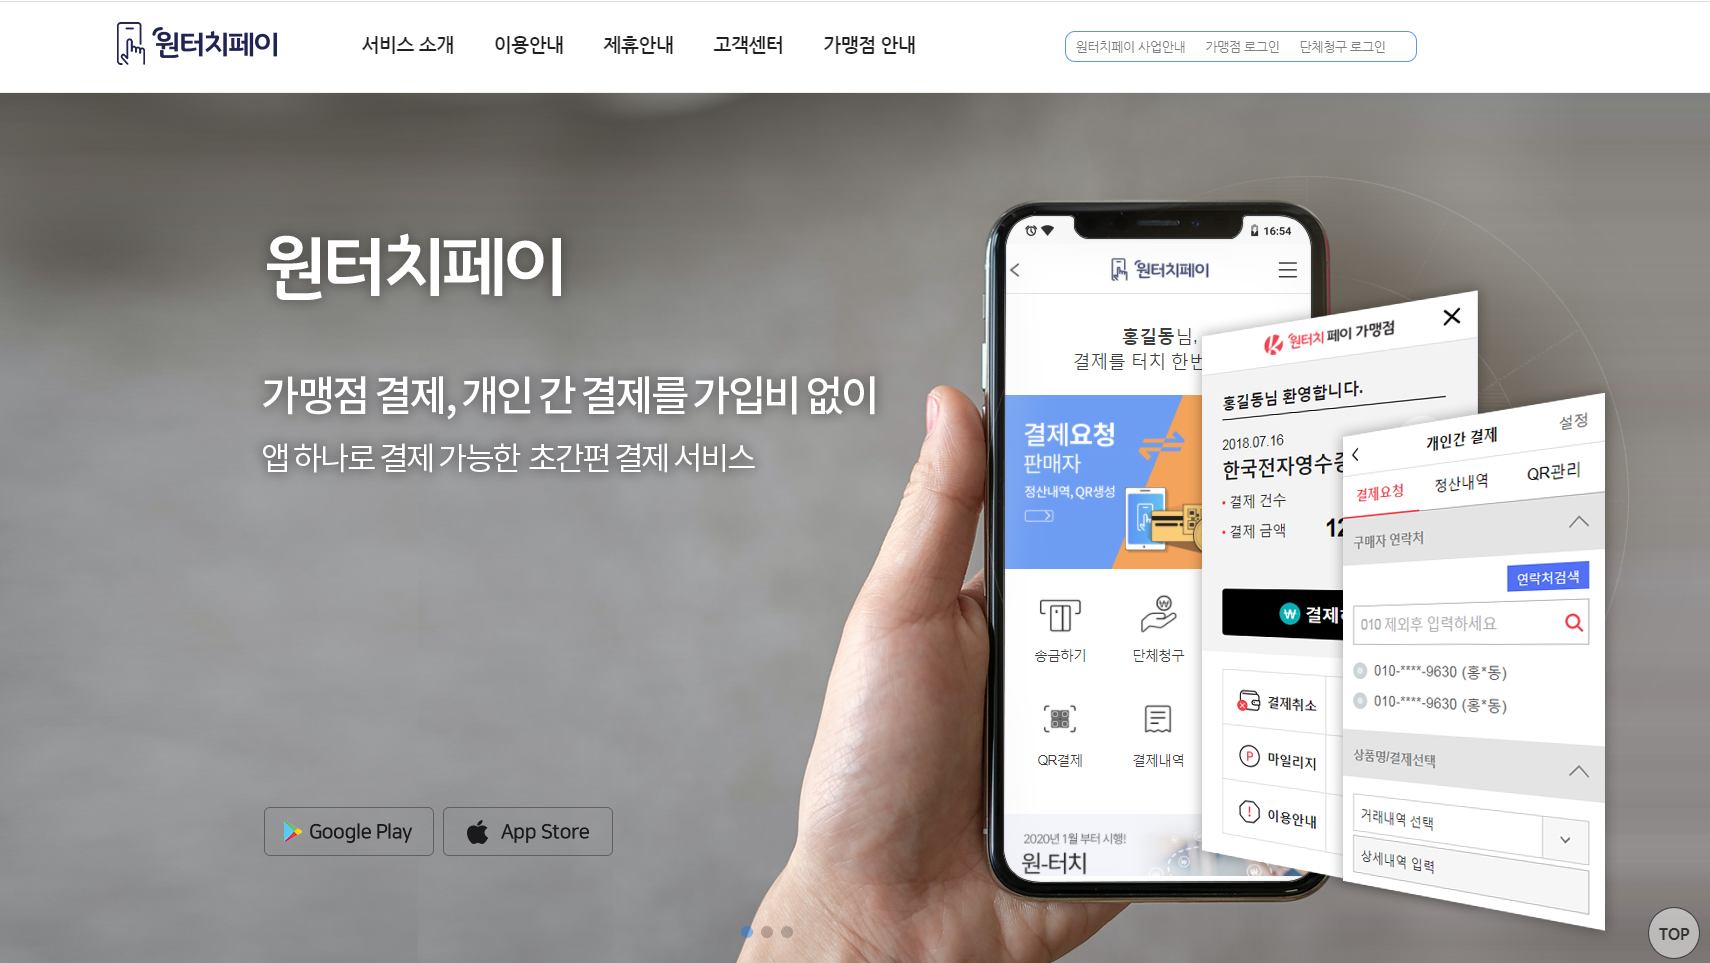 원터치페이
서비스 소개
이용안내
제휴안내
고객센터
가맹점 안내
원터치페이 사업안내
가맹점 로그인
단체청구 로그인
원터치페이
가맹점 결제, 개인 간 결제를 가입비 없이
앱 하나로 결제 가능한 초간편 결제 서비스
Google Play
App Store
16:54
원터치페이
홍길동님,
결제를 터치 한번
결제요청
판매자
정산내역, QR생성
송금하기
단체청구
QR결제
결제내역
2020년 1월 부터 시행!
원-터치
원터치 페이 가맹점
홍길동님 환영합니다.
2018.07.16
한국전자영수증
• 결제 건수
• 결제 금액
12
결제
결제취소
마일리지
이용안내
개인간 결제
설정
결제요청
정산내역
QR관리
구매자 연락처
연락처검색
010 제외후 입력하세요
010-****-9630 (홍*동)
010-****-9630 (홍*동)
상품명/결제선택
거래내역 선택
상세내역 입력
TOP